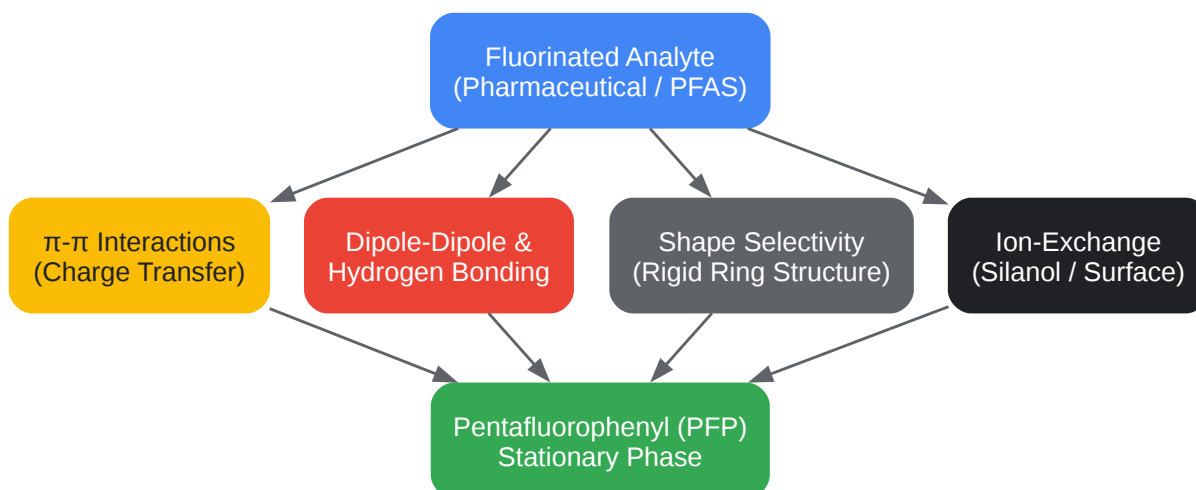 Fluorinated Analyte
(Pharmaceutical / PFAS)
π-π Interactions
(Charge Transfer)
Dipole-Dipole &
Hydrogen Bonding
Shape Selectivity
(Rigid Ring Structure)
Ion-Exchange
(Silanol / Surface)
Pentafluorophenyl (PFP)
Stationary Phase